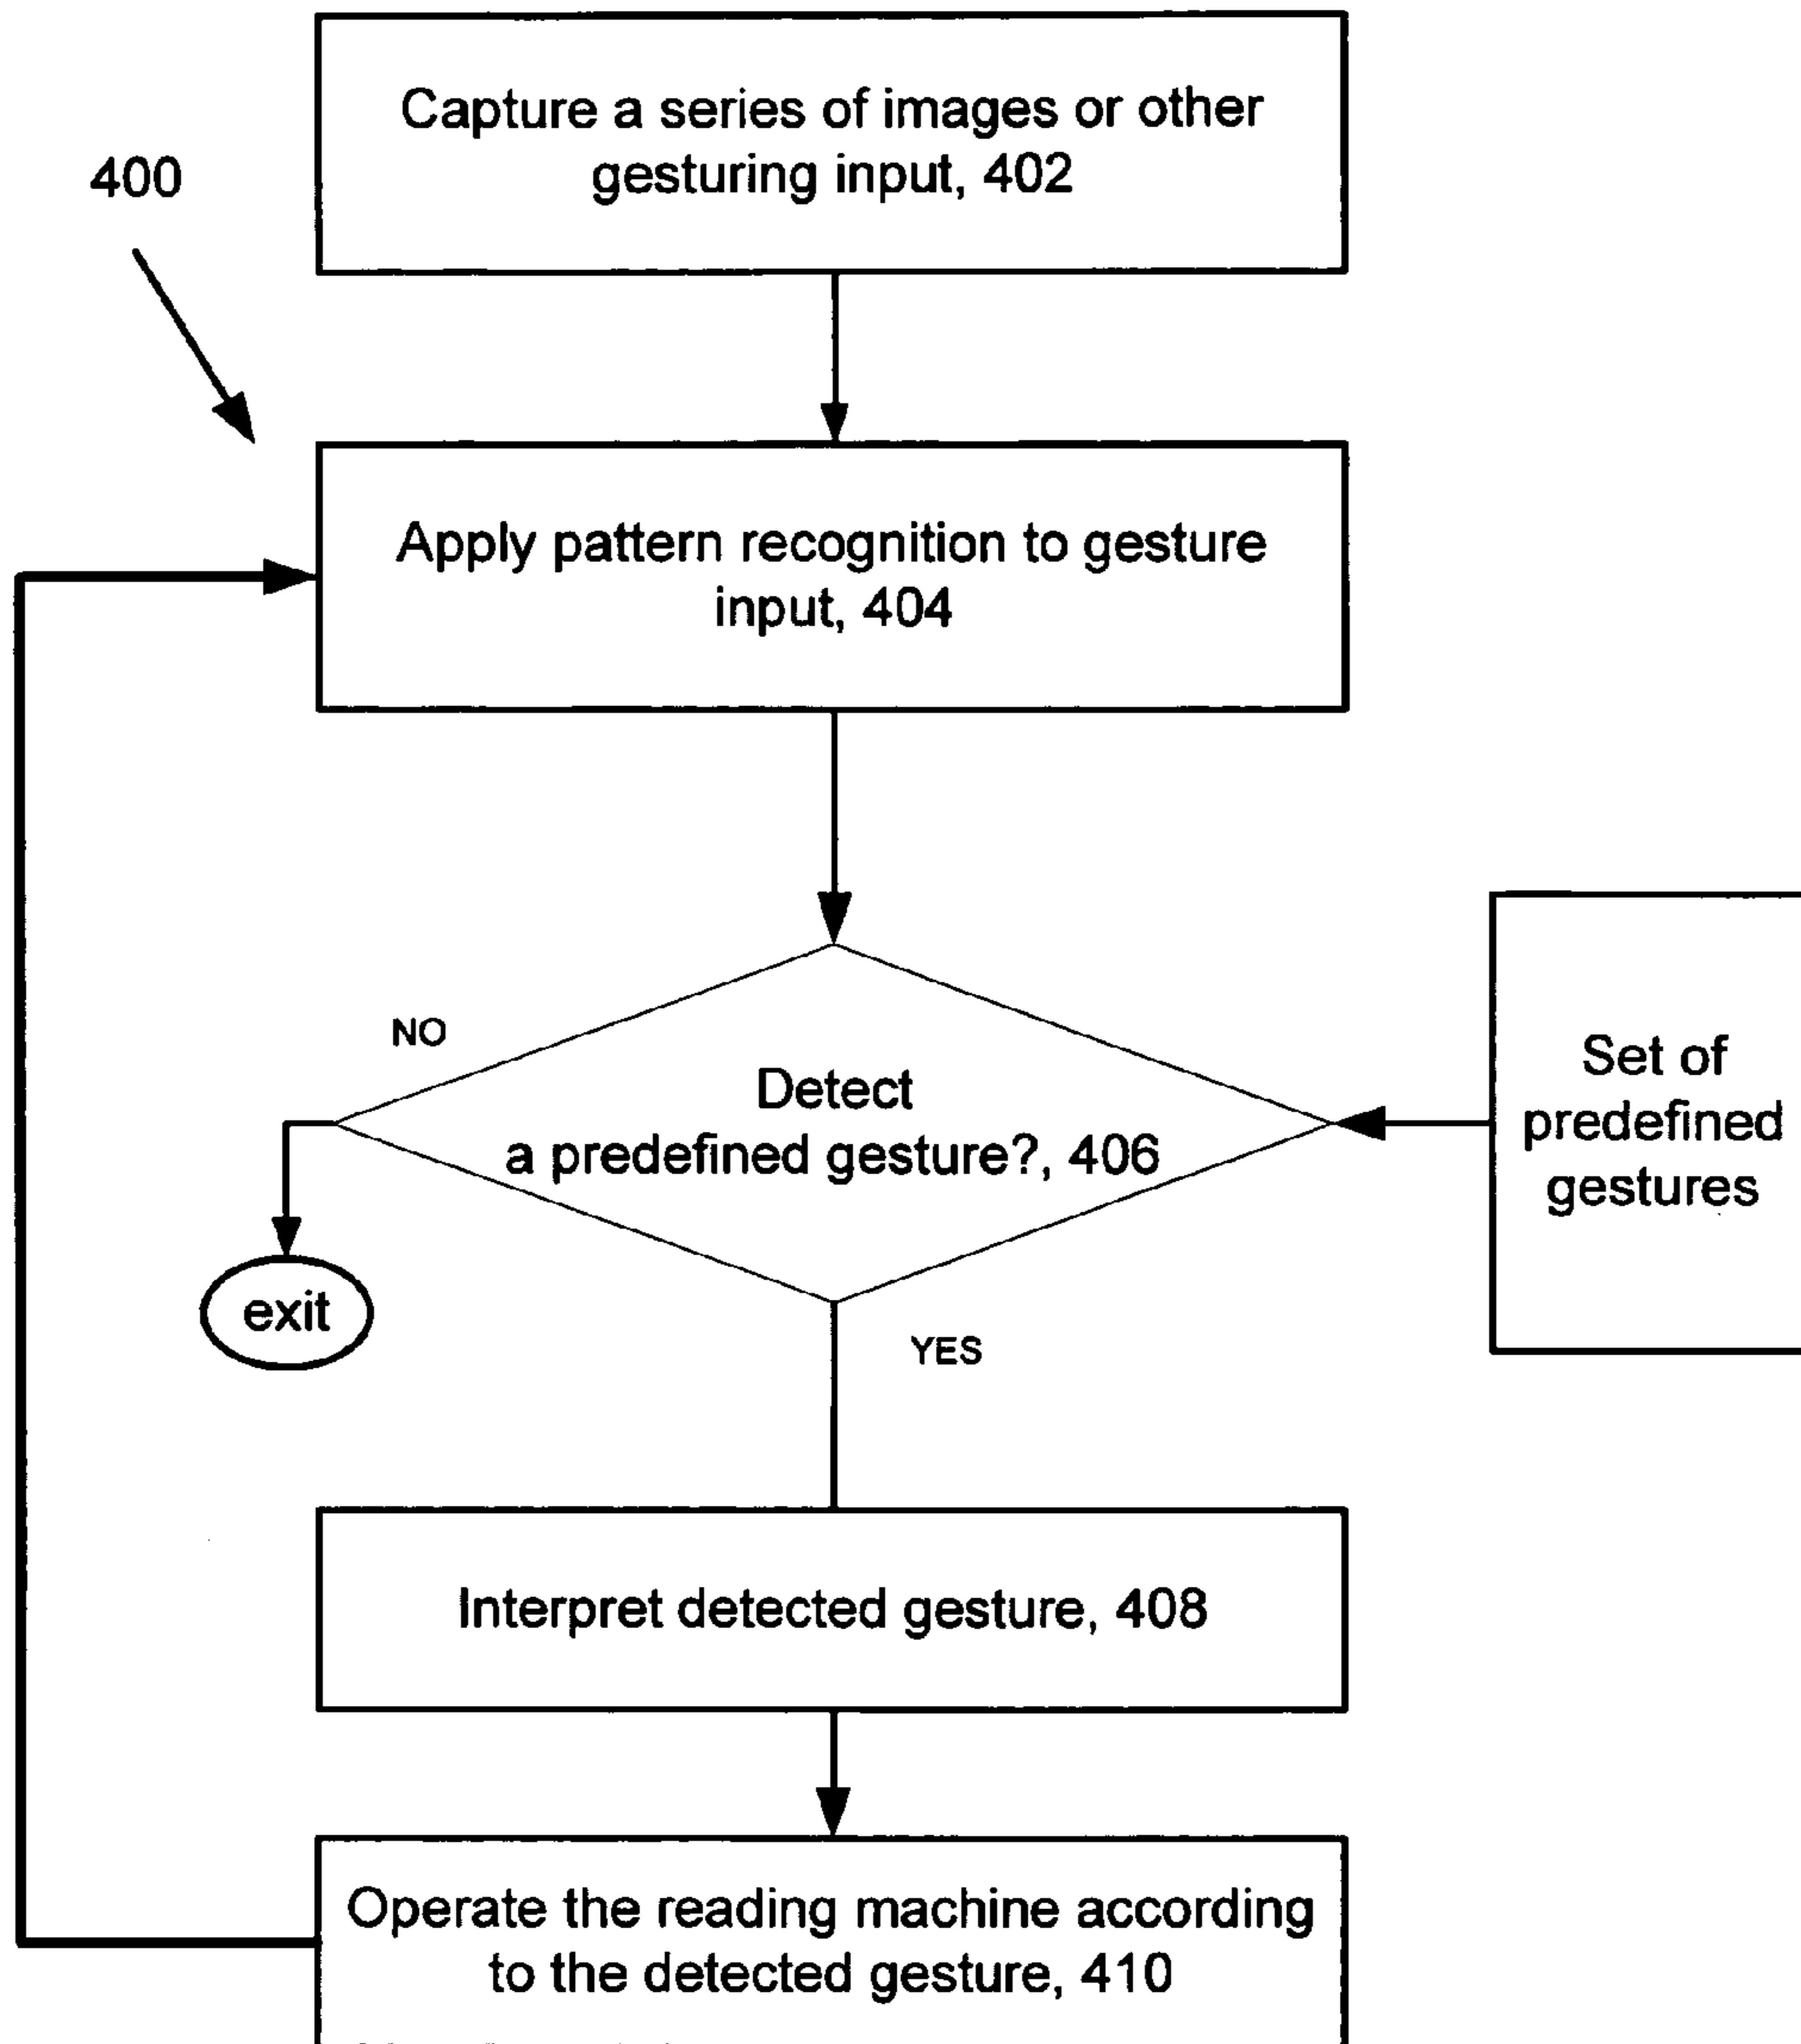 Capture a series of images or other
gesturing input, 402
400
Apply pattern recognition to gesture
input, 404
NO
Detect
a predefined gesture?, 406
Set of
predefined
gestures
exit
YES
Interpret detected gesture, 408
Operate the reading machine according
to the detected gesture, 410